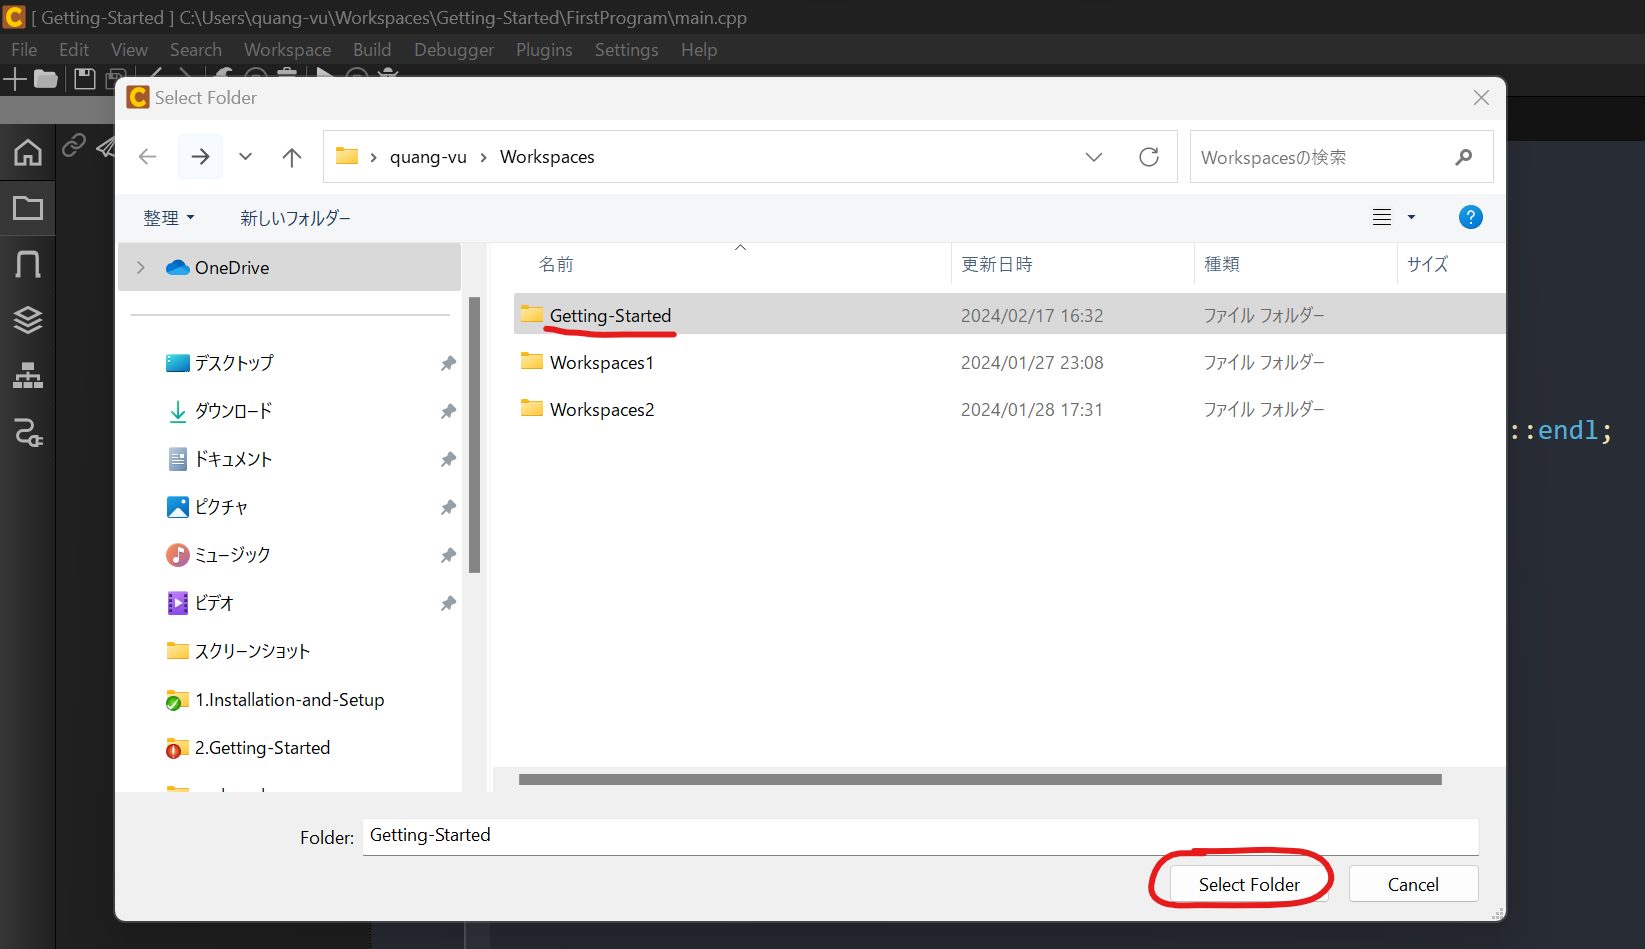 [ Getting-Started ] C:\Users\quang-vu\Workspaces\Getting-Started\FirstProgram\main.cpp
File Edit View Search Workspace Build Debugger Plugins Settings Help
Select Folder
quang-vu Workspaces
Workspacesの検索
整理
新しいフォルダー
OneDrive
デスクトップ
ダウンロード
ドキュメント
ピクチャ
ミュージック
ビデオ
スクリーンショット
1.Installation-and-Setup
2.Getting-Started
名前 更新日時 種類 サイズ
Getting-Started 2024/02/17 16:32 ファイル フォルダー
Workspaces1 2024/01/27 23:08 ファイル フォルダー
Workspaces2 2024/01/28 17:31 ファイル フォルダー
::endl;
Folder: Getting-Started
Select Folder Cancel